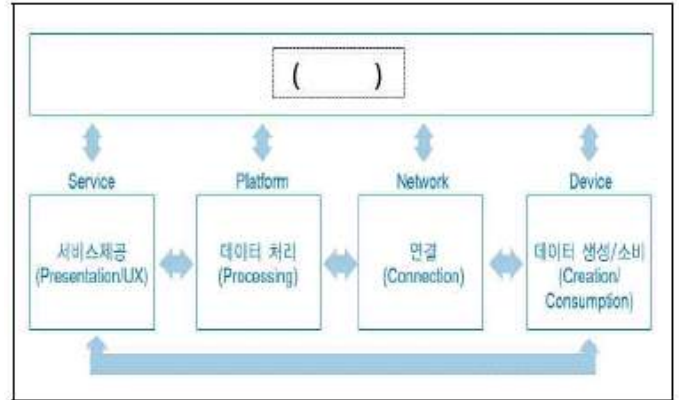 ( )
Service
Platform
Network
Device
서비스제공
(Presentation/UX)
데이터 처리
(Processing)
연결
(Connection)
데이터 생성/소비
(Creation/
Consumption)